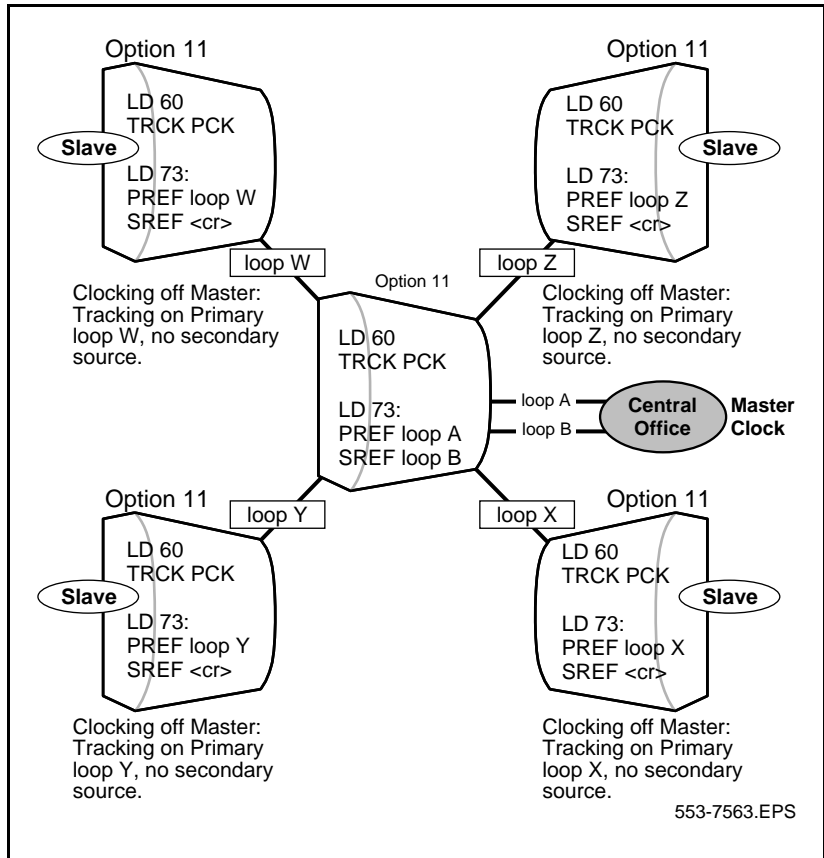 Option 11
LD 60
TRCK PCK
Slave
LD 73:
PREF loop W
SREF <cr>
loop W
Clocking off Master:
Tracking on Primary
loop W, no secondary
source.
Option 11
LD 60
TRCK PCK
Slave
LD 73:
PREF loop Z
SREF <cr>
loop Z
Clocking off Master:
Tracking on Primary
loop Z, no secondary
source.
Option 11
LD 60
TRCK PCK
LD 73:
PREF loop A
SREF loop B
loop A
loop B
Central
Office
Master
Clock
Option 11
loop Y
LD 60
TRCK PCK
Slave
LD 73:
PREF loop Y
SREF <cr>
Clocking off Master:
Tracking on Primary
loop Y, no secondary
source.
Option 11
loop X
LD 60
TRCK PCK
Slave
LD 73:
PREF loop X
SREF <cr>
Clocking off Master:
Tracking on Primary
loop X, no secondary
source.
553-7563.EPS